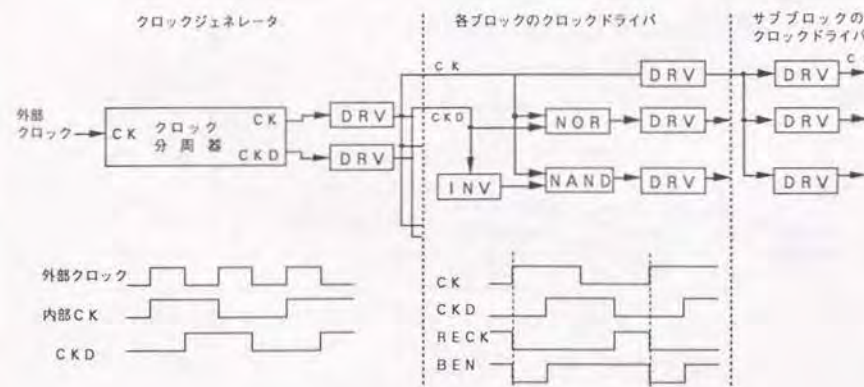 クロックジェネレータ
各ブロックのクロックドライバ
サブブロックの
クロックドライバ
外部
クロック
CK
クロック
分周器
CK
CKD
DRV
DRV
CK
CKD
INV
NOR
NAND
DRV
DRV
DRV
DRV
DRV
DRV
外部クロック
内部CK
CKD
CK
CKD
RECK
BEN